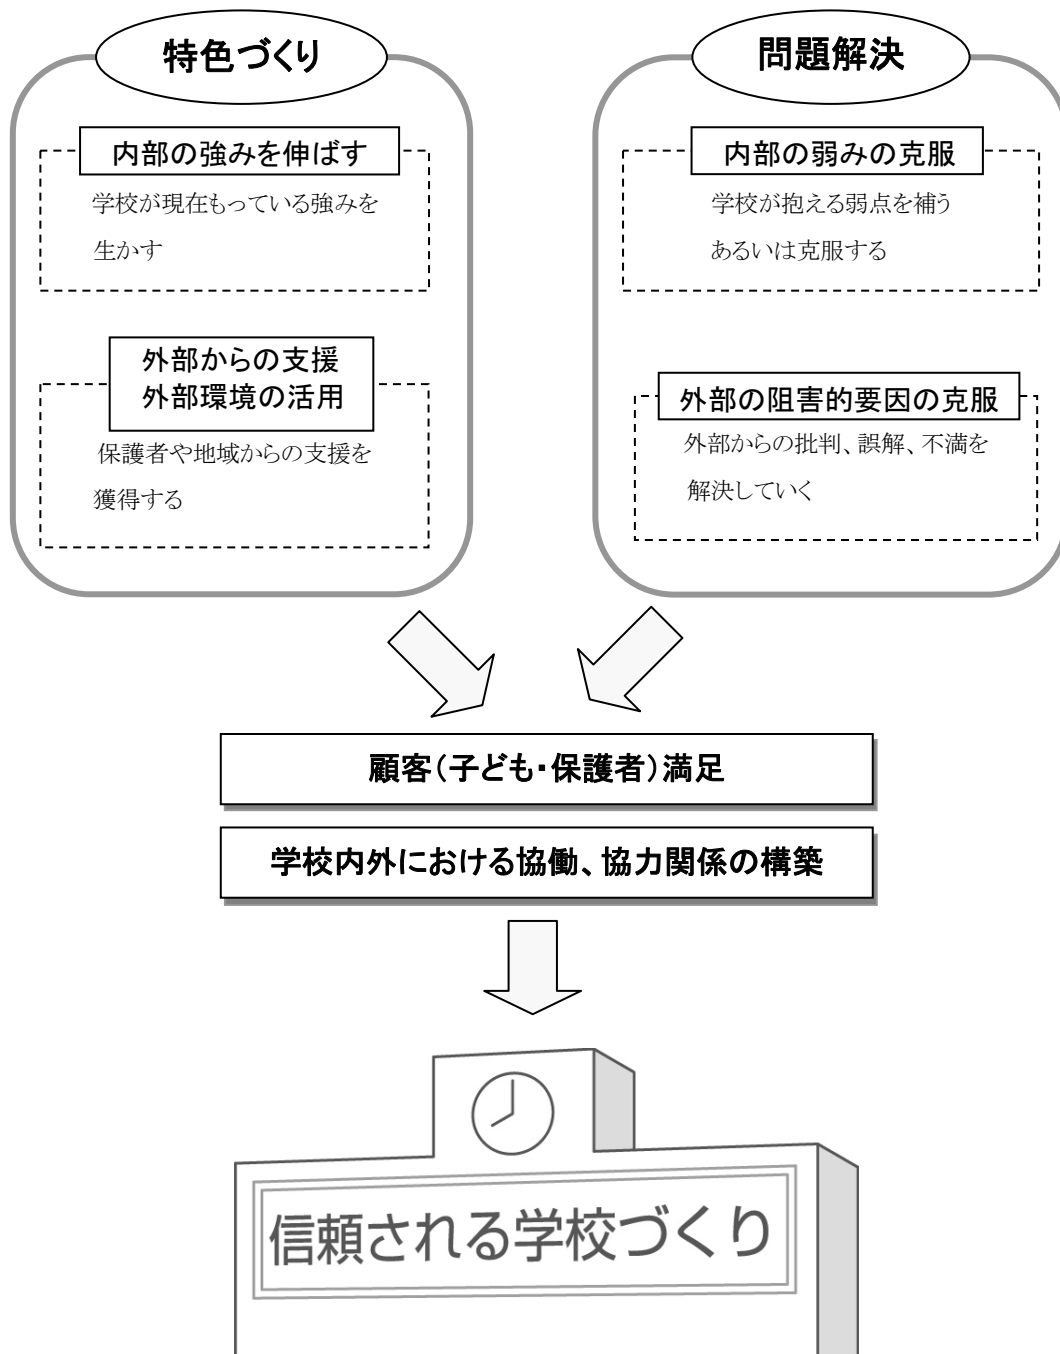 特色づくり
内部の強みを伸ばす
学校が現在もっている強みを
生かす
外部からの支援
外部環境の活用
保護者や地域からの支援を
獲得する
問題解決
内部の弱みの克服
学校が抱える弱点を補う
あるいは克服する
外部の阻害的要因の克服
外部からの批判、誤解、不満を
解決していく
顧客(子ども・保護者)満足
学校内外における協働、協力関係の構築
信頼される学校づくり